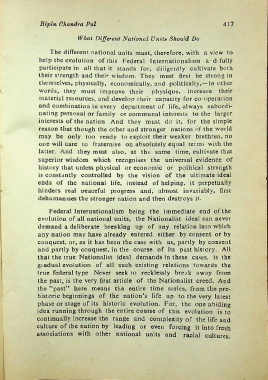 Bipin Chandra Pal 417
What Different National Units Should Do
The different national units must, therefore, with a view to
help the evolution of this Federal Internationalism and fully
participate in all that it stands for, diligently cultivate both
their strength and their wisdom. They must first be strong in
themselves, physically, economically, and politically,—in other
words, they must improve their physique, increase their
material resources, and develop their capacity for co-operation
and combination in every department of life, always subordi-
nating personal or family or communal interests to the larger
interests of the nation. And they must do it, for the simple
reason that though the other and stronger nations of the world
may be only too ready to exploit their weaker brethren, no
one will care to fraternise on absolutely equal terms with the
latter. And they must also, at the same time, cultivate that
superior wisdom which recognises the universal evidence of
history that unless physical or economic or political strength
is constantly controlled by the vision of the ultimate ideal
ends of the national life, instead of helping, it perpetually
hinders real peaceful progress and, almost invariably, first
dehumanises the stronger nation and then destroys it.
Federal Internationalism being the immediate end of the
evolution of all national units, the Nationalist ideal can never
demand a deliberate breaking up of any relation into which
any nation may have already entered either by consent or by
conquest, or, as it has been the case with us, partly by consent
and partly by conquest, in the course of its past history. All
that the true Nationalist ideal demands in these cases, is the
gradual evolution of all such existing relations towards the
true federal type Never seek to recklessly break away from
the past, is the very first article of the Nationalist creed. And
the "past" here means the entire time series, from the pre-
historic beginnings of the nation's life up to the very latest
phase or stage of its historic evolution. For, the one abiding
idea running through the entire course of this evolution is to
continually increase the range and complexity of the life and
culture of the nation by leading or even forcing it into fresh
associations with other national units and racial cultures.